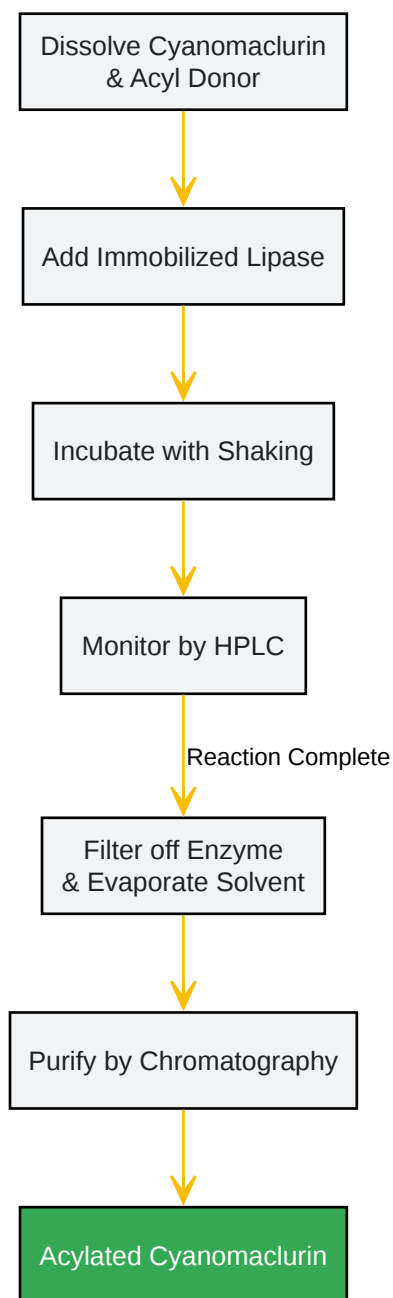 Dissolve Cyanomaclurin
& Acyl Donor
Add Immobilized Lipase
Incubate with Shaking
Monitor by HPLC
Reaction Complete
Filter off Enzyme
& Evaporate Solvent
Purify by Chromatography
Acylated Cyanomaclurin